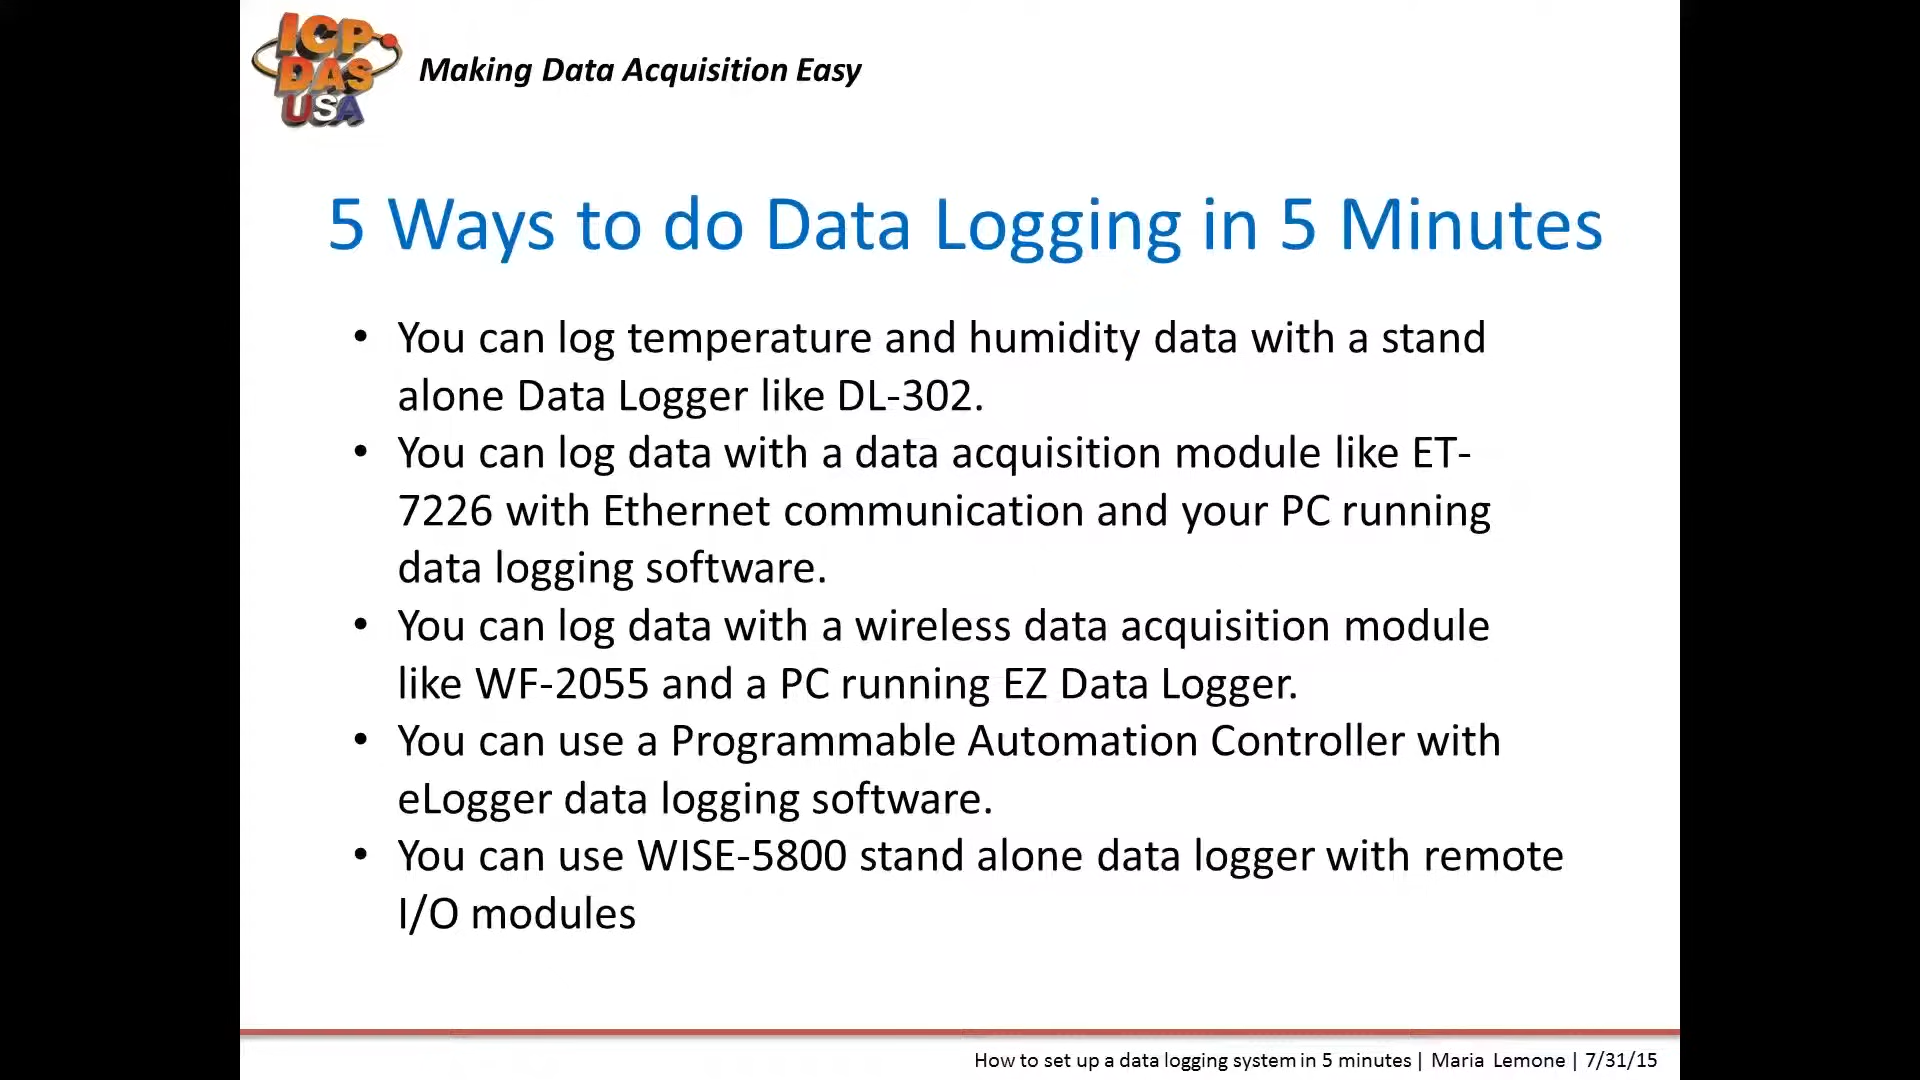 ICP
DAS
USA
Making Data Acquisition Easy
5 Ways to do Data Logging in 5 Minutes
• You can log temperature and humidity data with a stand
alone Data Logger like DL-302.
• You can log data with a data acquisition module like ET-
7226 with Ethernet communication and your PC running
data logging software.
• You can log data with a wireless data acquisition module
like WF-2055 and a PC running EZ Data Logger.
• You can use a Programmable Automation Controller with
eLogger data logging software.
• You can use WISE-5800 stand alone data logger with remote
I/O modules
How to set up a data logging system in 5 minutes | Maria Lemone | 7/31/15